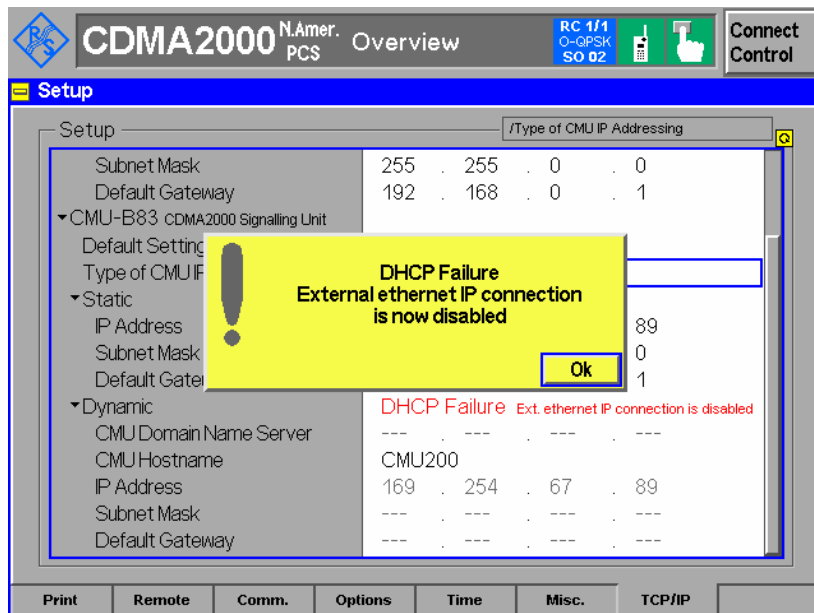 R S
CDMA2000 N.Amer. PCS Overview
RC 1/1
O-QPSK
SO 02
Connect Control
Setup
Setup /Type of CMU IP Addressing
Subnet Mask 255 . 255 . 0 . 0
Default Gateway 192 . 168 . 0 . 1
CMU-B83 CDMA2000 Signalling Unit
Default Setting
Type of CMU IP
Static
IP Address 89
Subnet Mask 0
Default Gate 1
DHCP Failure
External ethernet IP connection
is now disabled
Ok
Dynamic DHCP Failure Ext. ethernet IP connection is disabled
CMU Domain Name Server --- . --- . --- . ---
CMU Hostname CMU200
IP Address 169 . 254 . 67 . 89
Subnet Mask --- . --- . --- . ---
Default Gateway --- . --- . --- . ---
Print Remote Comm. Options Time Misc. TCP/IP